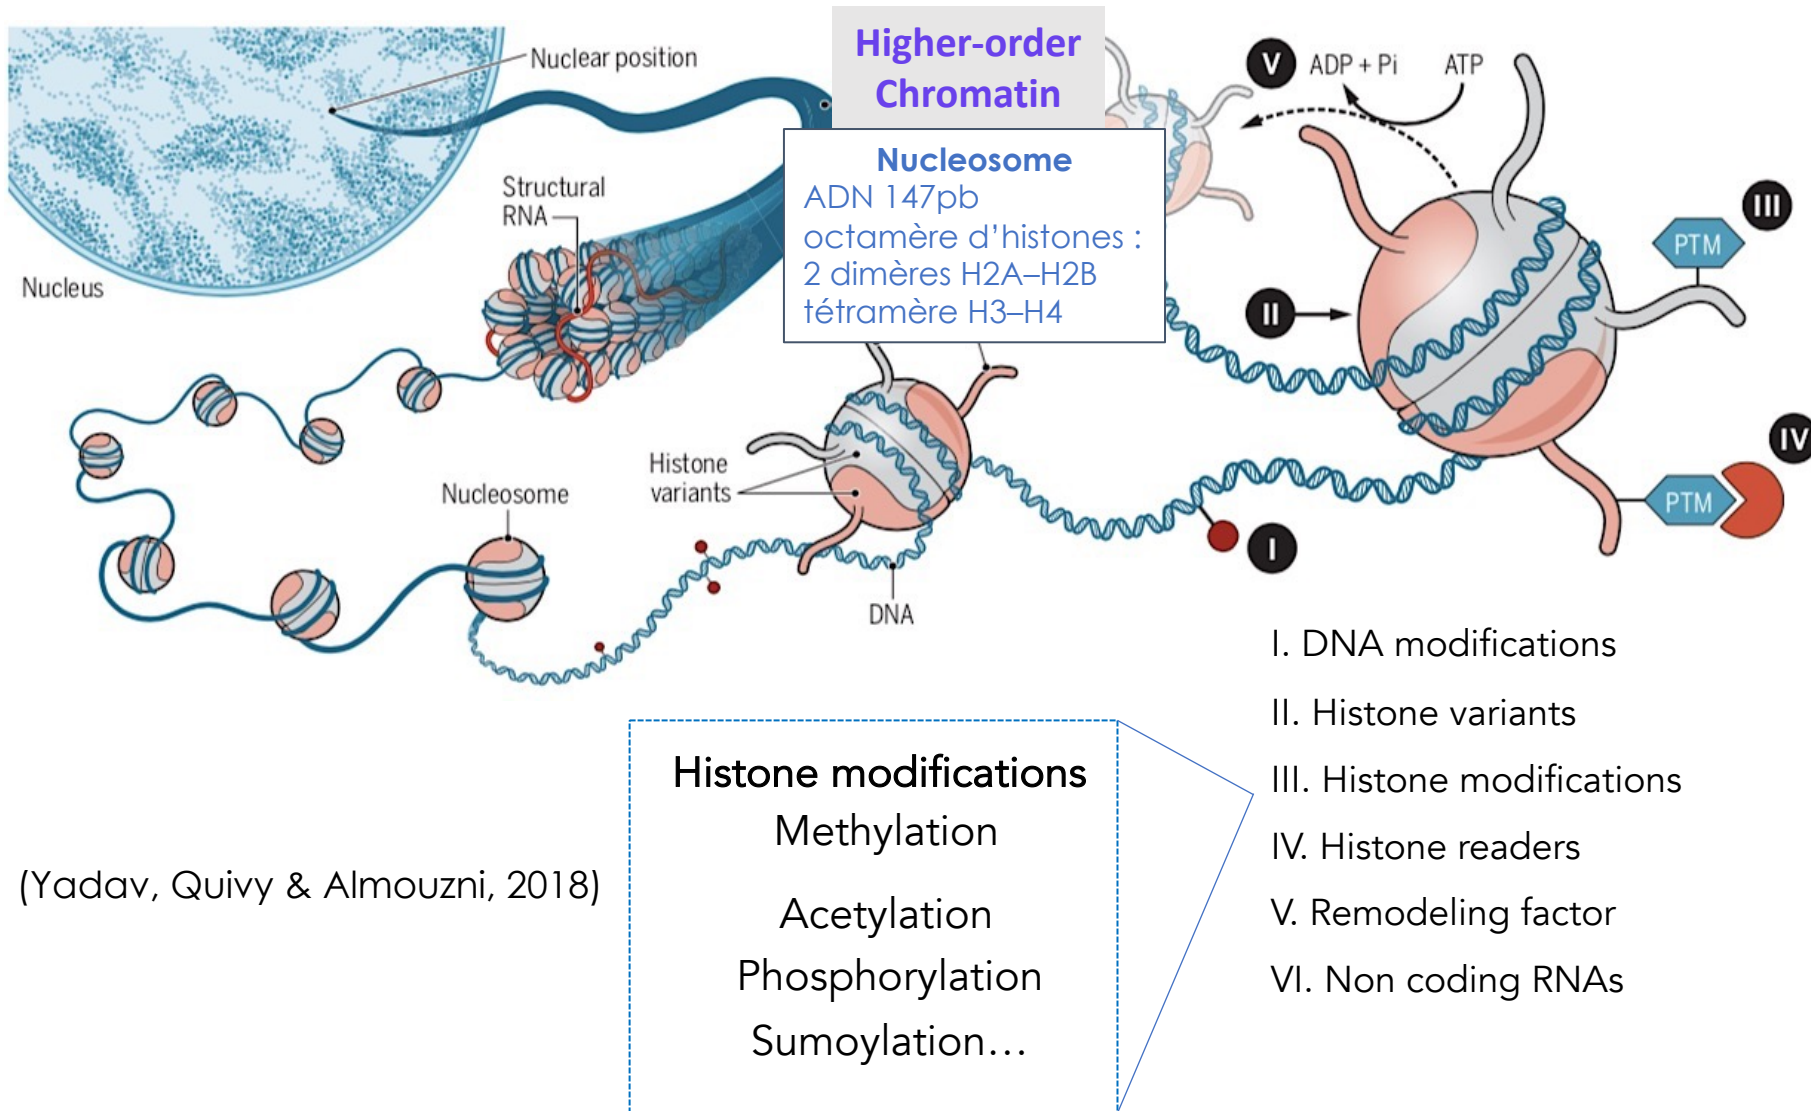 Nuclear position
Higher-order
Chromatin
V
ADP + Pi
ATP
Nucleosome
ADN 147pb
octamère d’histones :
2 dimères H2A–H2B
tétramère H3–H4
Structural
RNA
Nucleus
III
PTM
II
IV
PTM
Histone
variants
Nucleosome
I
DNA
I. DNA modifications
II. Histone variants
III. Histone modifications
IV. Histone readers
V. Remodeling factor
VI. Non coding RNAs
Histone modifications
Methylation
Acetylation
Phosphorylation
Sumoylation…
(Yadav, Quivy & Almouzni, 2018)